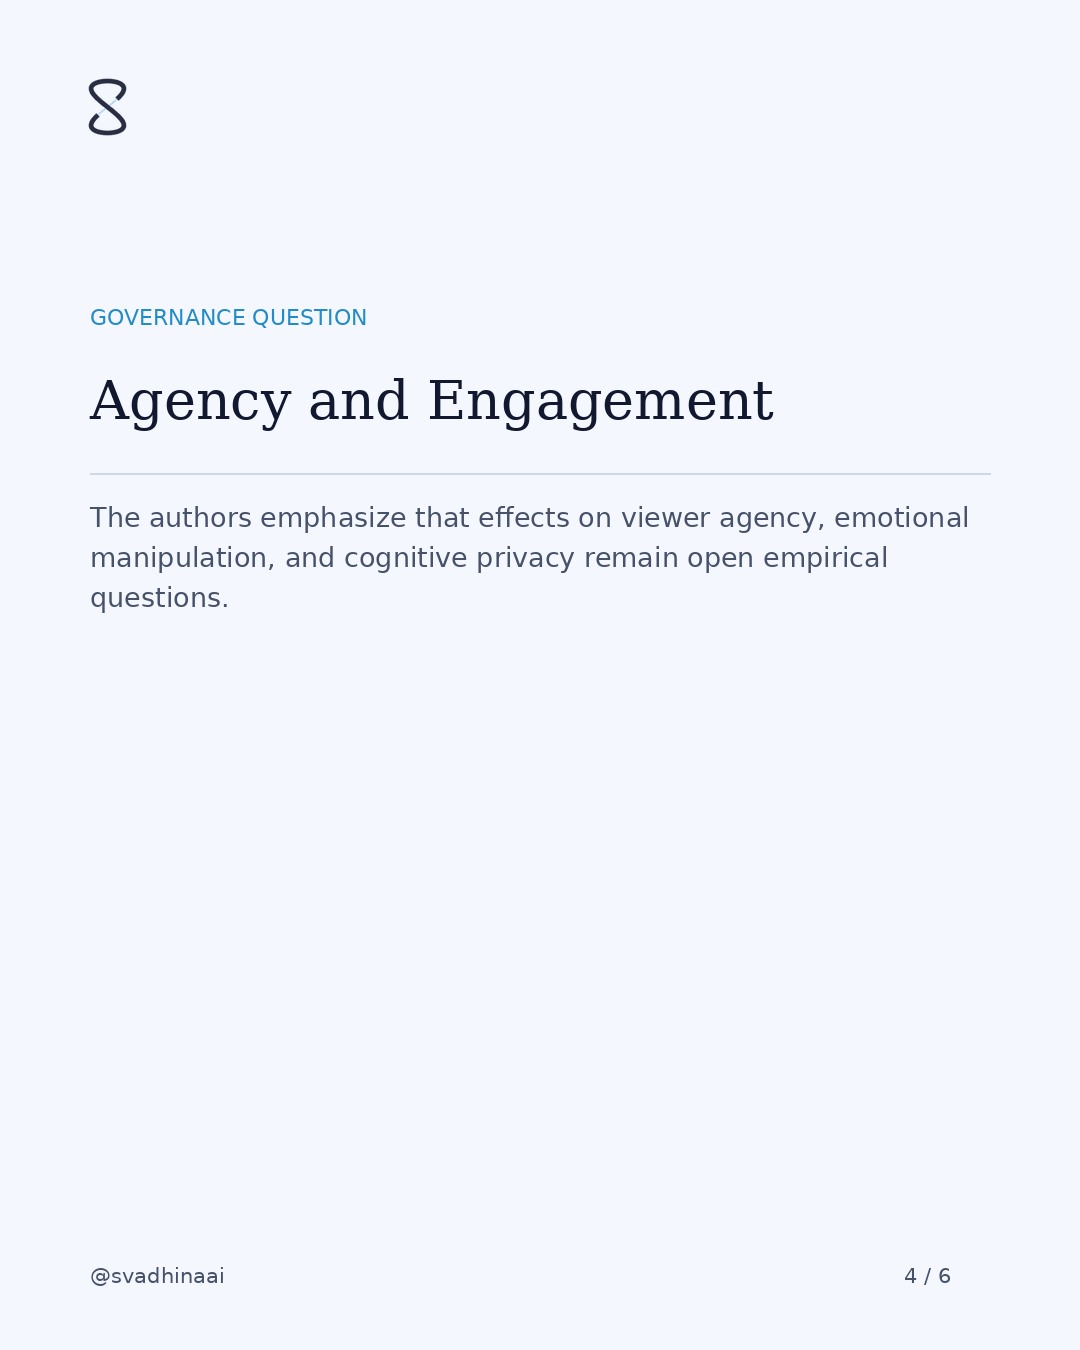 GOVERNANCE QUESTION
Agency and Engagement
The authors emphasize that effects on viewer agency, emotional
manipulation, and cognitive privacy remain open empirical
questions.
@svadhinaai
4 / 6